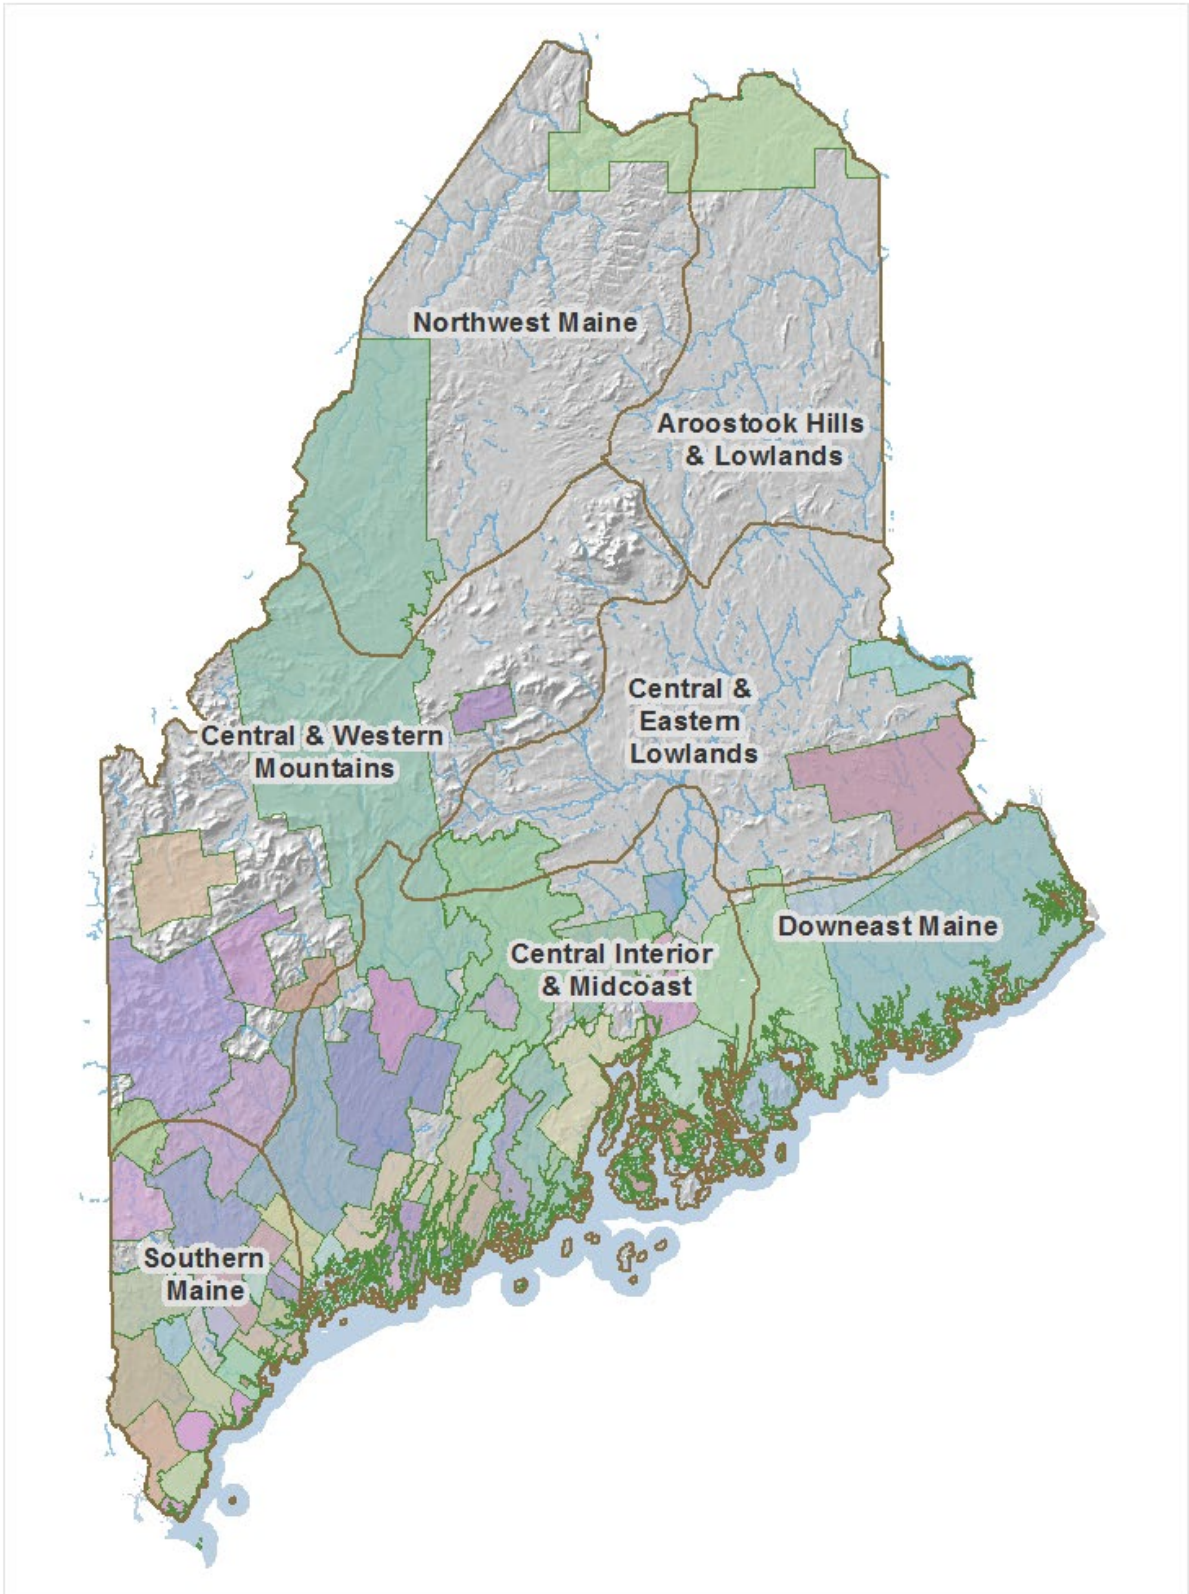 Northwest Maine
Aroostook Hills
& Lowlands
Central &
Eastern
Lowlands
Central & Western
Mountains
Downeast Maine
Central Interior
& Midcoast
Southern
Maine